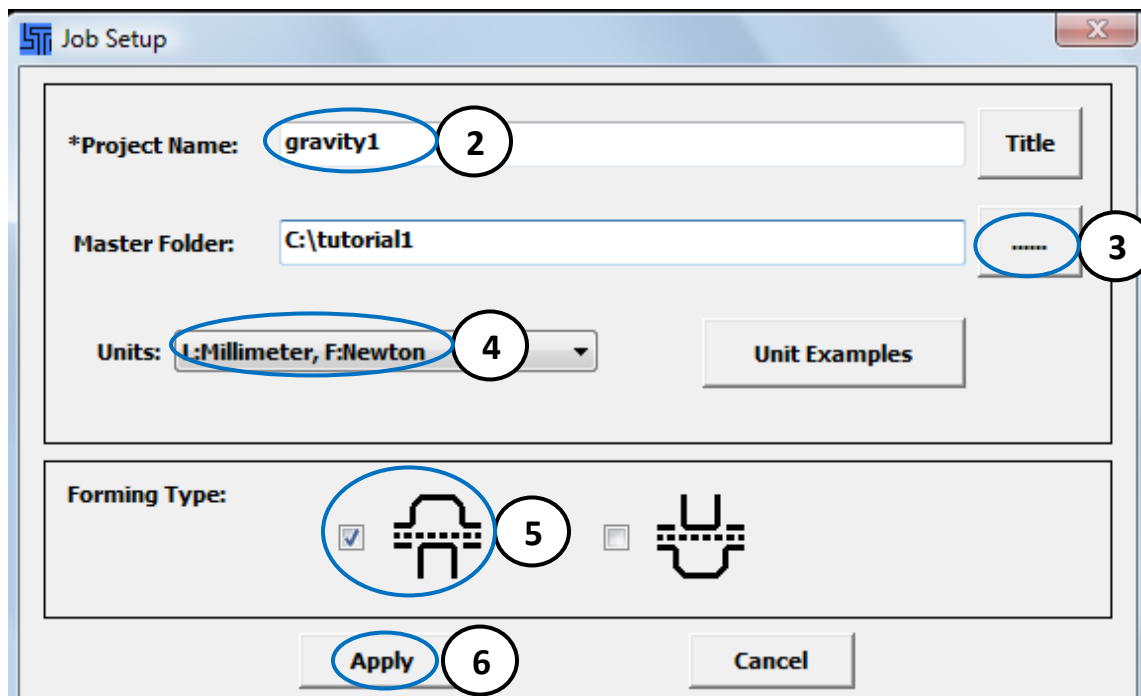 Job Setup
*Project Name: gravity1 2 Title
Master Folder: C:\tutorial1 ...... 3
Units: L:Millimeter, F:Newton 4 Unit Examples
Forming Type:
5
Apply 6 Cancel